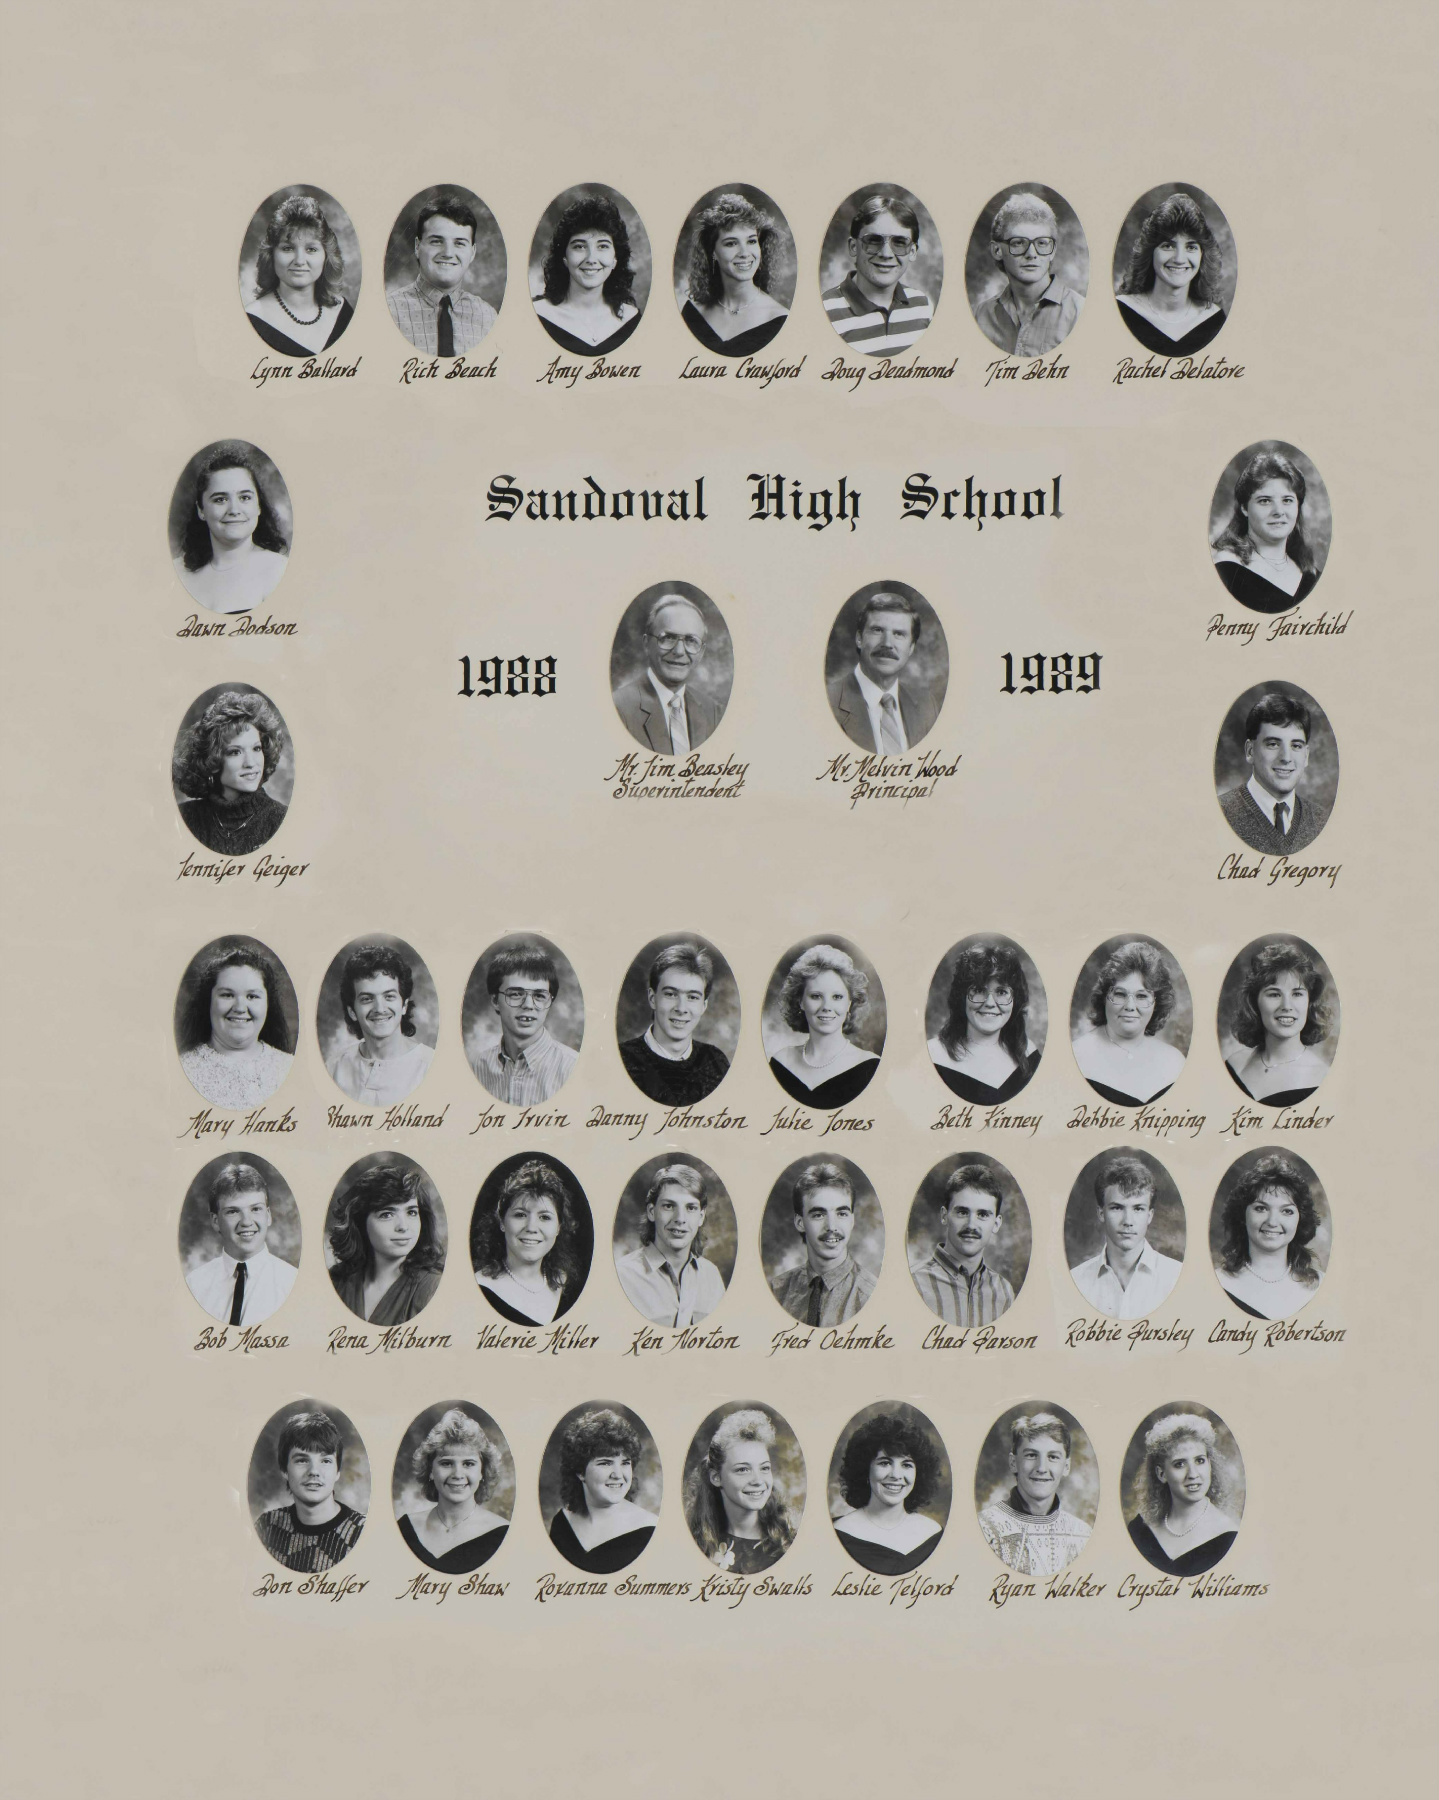 Lynn Ballard Rich Beach Amy Bowen Laura Crawford Doug Deadmond Tim Dehn Rachel Delatore
Sandoval High School
Dawn Dodson Penny Fairchild
1988 1989
Mr. Jim Beasley Mr. Melvin Wood
Superintendent Principal
Jennifer Geiger Chad Gregory
Mary Hanks Shawn Holland Jon Irvin Danny Johnston Julie Jones Beth Kinney Debbie Knipping Kim Linder
Bob Massa Rena Milburn Valerie Miller Ken Norton Fred Oehmke Chad Parson Robbie Pursley Candy Robertson
Don Shaffer Mary Shaw Roxanna Summers Kristy Swalls Leslie Telford Ryan Walker Crystal Williams